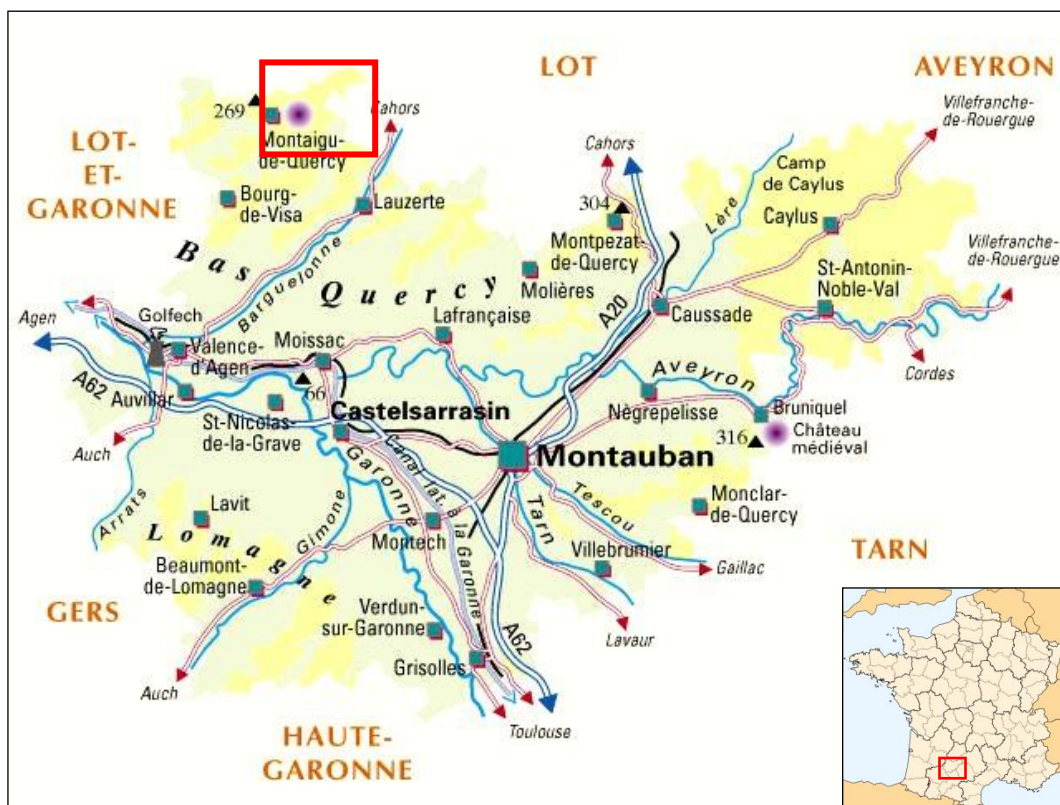 LOT
AVEYRON
Villefranche-
de-Rouergue
269
Cahors
Montaigu-
de-Quercy
LOT-
ET-
GARONNE
Cahors
Camp
de Caylus
Bourg-
de-Visa
Lauzerte
304
Léré
Caylus
Montpezat-
de-Quercy
Villefranche-
de-Rouergue
Bas
Quercy
Barguelonne
Molières
St-Antonin-
Noble-Val
A20
Caussade
Agen
Golfech
Lafrançaise
Valence-
d'Agen
Moissac
66
Aveyron
Cordes
A62
Auvillar
St-Nicolas-
de-la-Grave
Castelsarrasin
Nègrepelisse
Bruniquel
Château
médiéval
316
Auch
Montauban
Garonne
Canal lat. à la Garonne
Arrats
Lavit
Lomagne
Gimone
Montech
Tarn
Tescou
Monclar-
de-Quercy
Villebrumier
TARN
Gaillac
Beaumont-
de-Lomagne
GERS
Verdun-
sur-Garonne
A62
Lavaur
Grisolles
Auch
Toulouse
HAUTE-
GARONNE